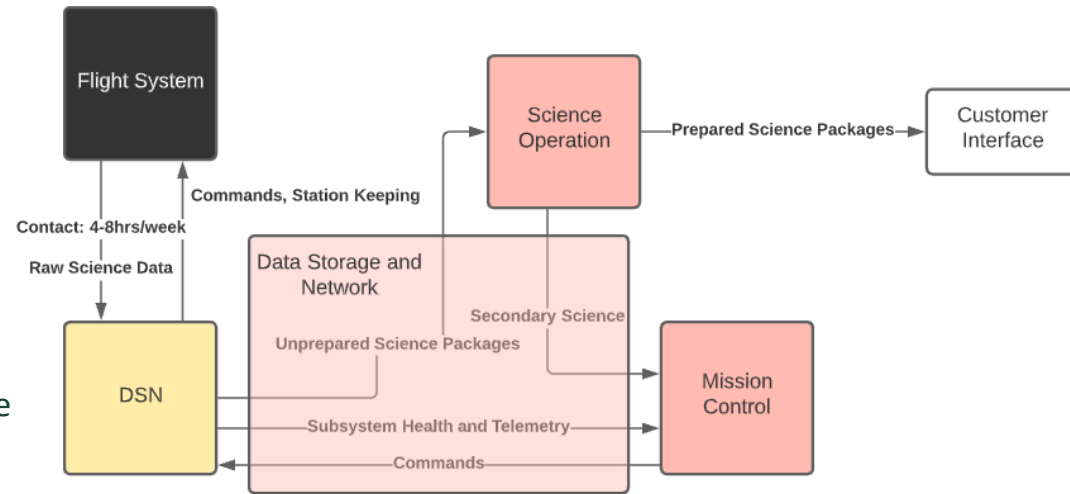 Flight System
Science
Operation
Prepared Science Packages
Customer
Interface
Commands, Station Keeping
Contact: 4-8hrs/week
Raw Science Data
Data Storage and
Network
Secondary Science
Unprepared Science Packages
DSN
Mission
Control
e
Subsystem Health and Telemetry
Commands